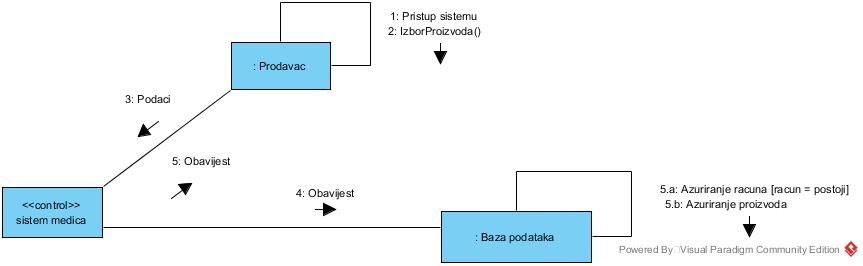 1: Pristup sistemu
2: IzborProizvoda()
: Prodavac
3: Podaci
5: Obavijest
<<control>>
sistem medica
4: Obavijest
: Baza podataka
5.a: Azuriranje racuna [racun = postoji]
5.b: Azuriranje proizvoda
Powered By Visual Paradigm Community Edition